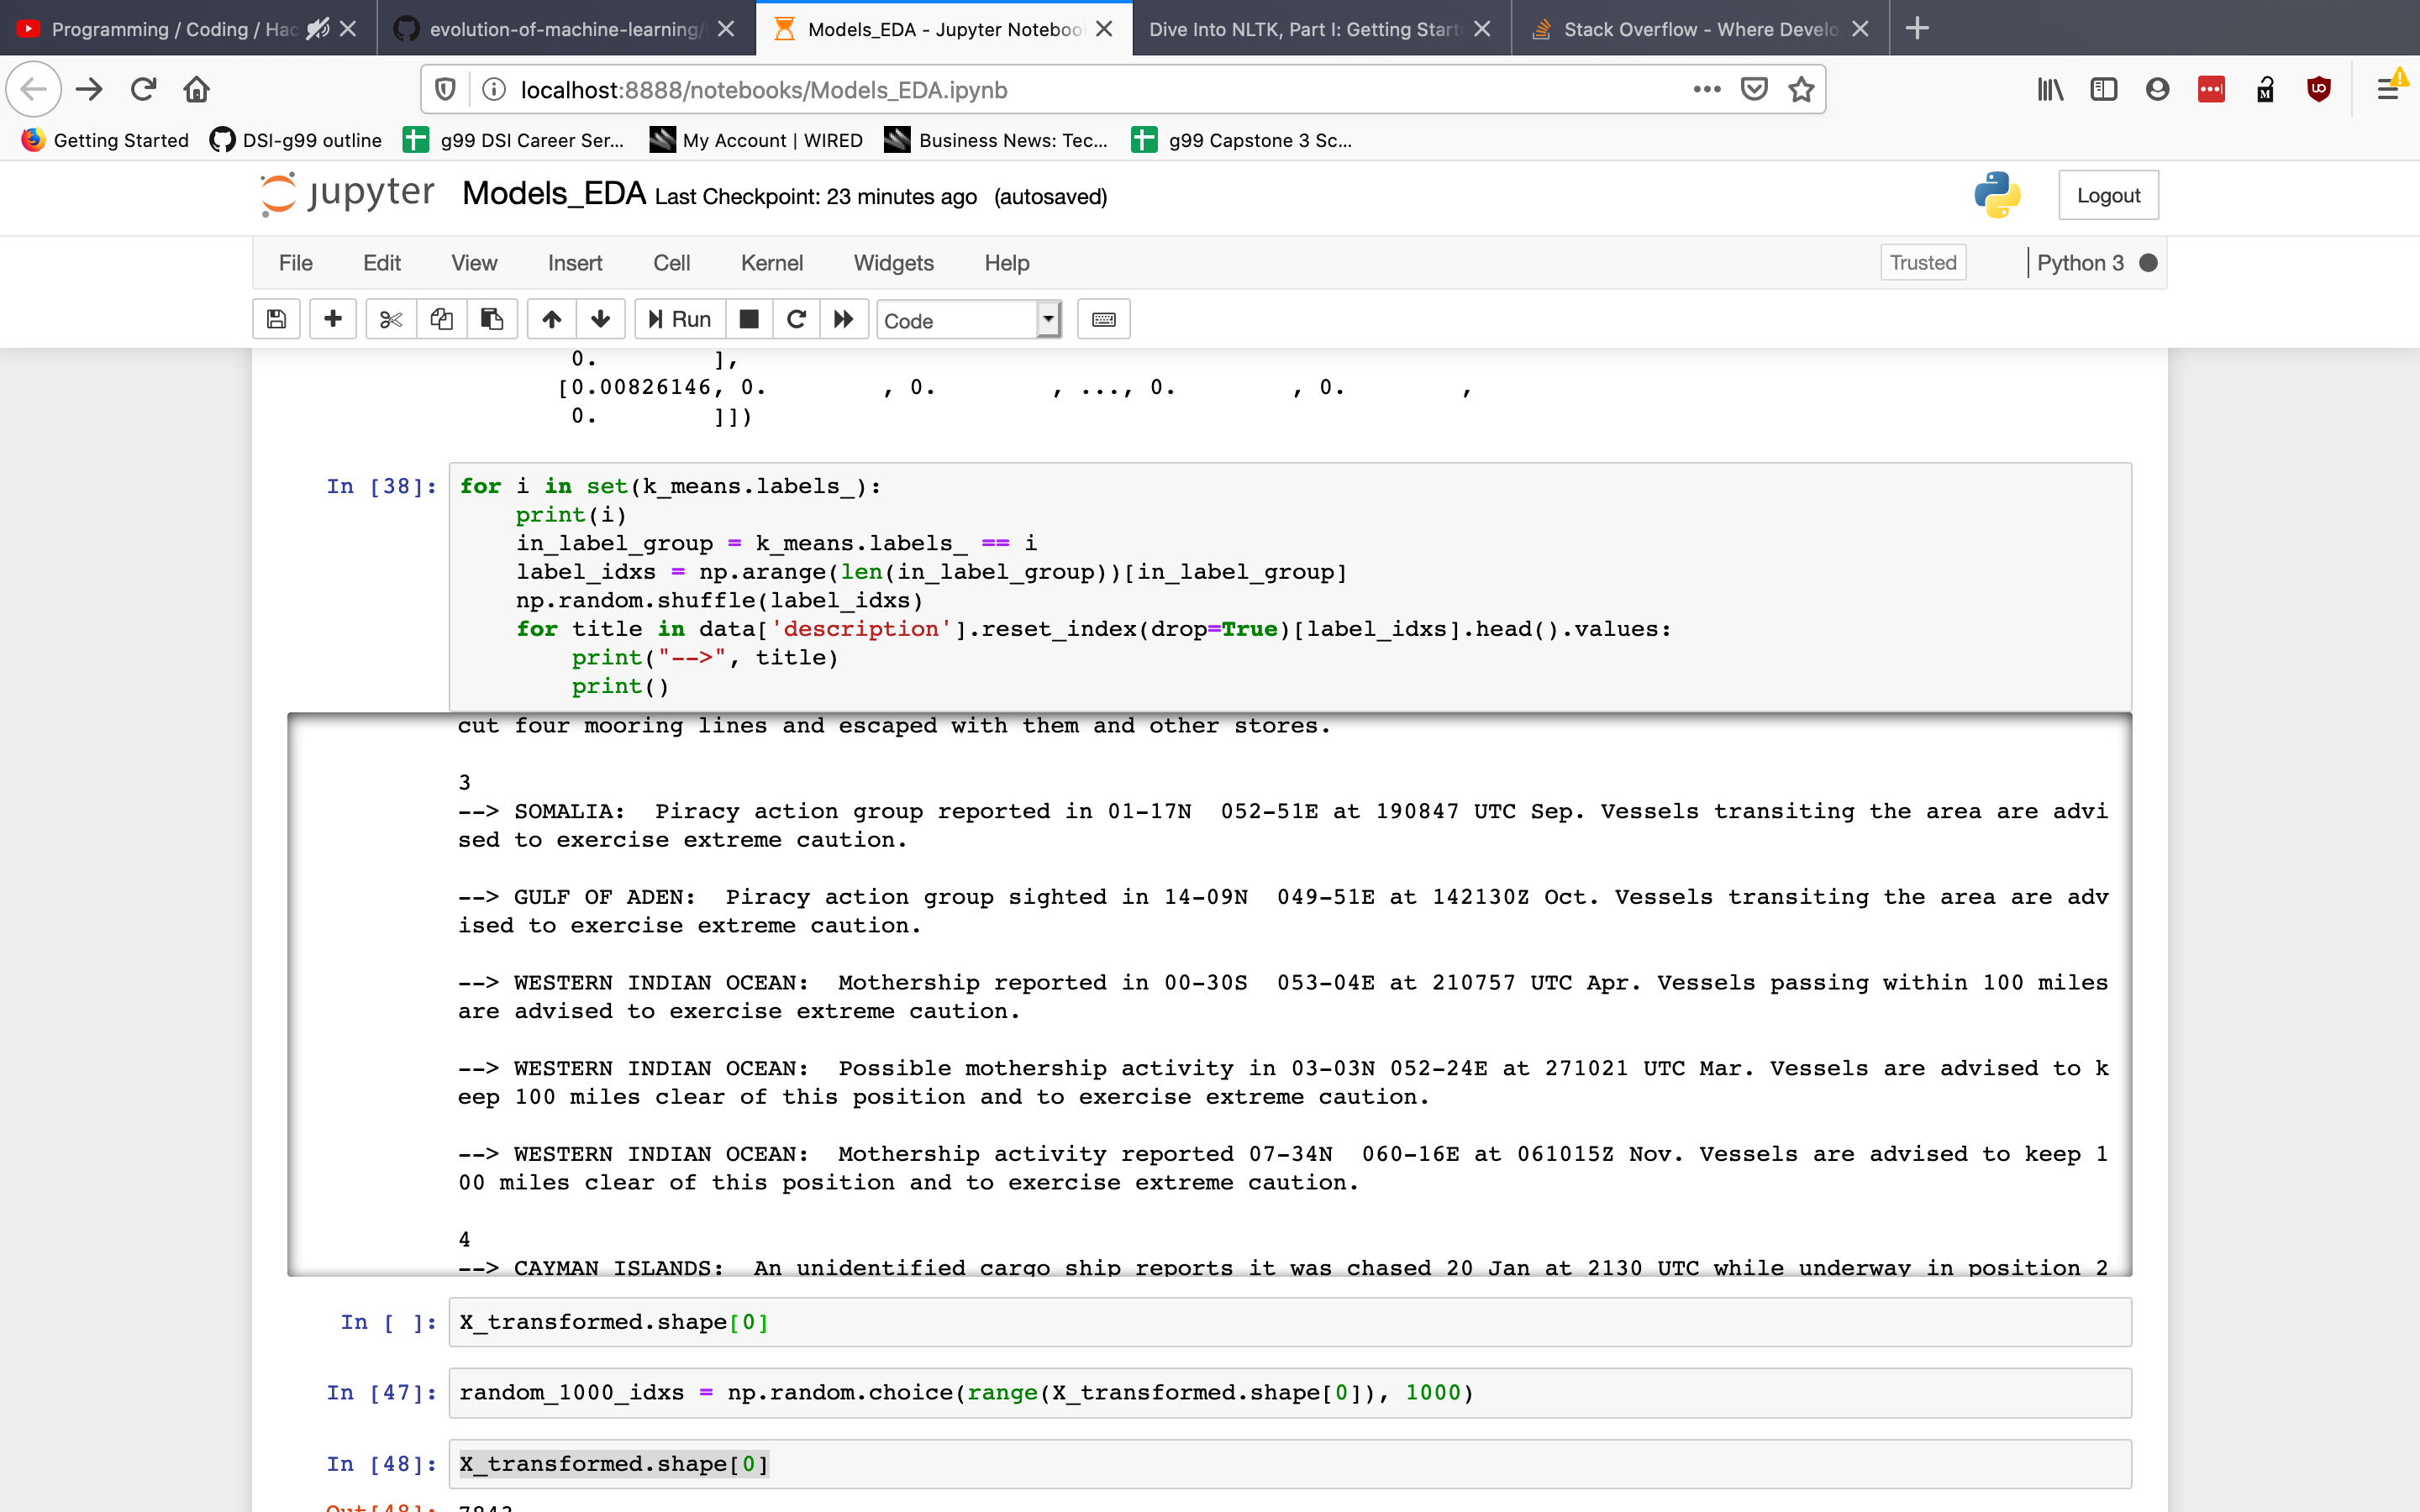 Programming / Coding / Hac
evolution-of-machine-learning/
Models_EDA - Jupyter Noteboo
Dive Into NLTK, Part I: Getting Start
Stack Overflow - Where Develo
localhost:8888/notebooks/Models_EDA.ipynb
Getting Started
DSI-g99 outline
g99 DSI Career Ser...
My Account | WIRED
Business News: Tec...
g99 Capstone 3 Sc...
jupyter Models_EDA Last Checkpoint: 23 minutes ago (autosaved)
Logout
File Edit View Insert Cell Kernel Widgets Help
Trusted
Python 3
Run
Code
0.        ],
[0.00826146, 0.        , 0.        , ..., 0.        , 0.        ,
0.        ]])
In [38]: for i in set(k_means.labels_):
    print(i)
    in_label_group = k_means.labels_ == i
    label_idxs = np.arange(len(in_label_group))[in_label_group]
    np.random.shuffle(label_idxs)
    for title in data['description'].reset_index(drop=True)[label_idxs].head().values:
        print("-->", title)
        print()
cut four mooring lines and escaped with them and other stores.
3
--> SOMALIA:  Piracy action group reported in 01-17N  052-51E at 190847 UTC Sep. Vessels transiting the area are advi
sed to exercise extreme caution.
--> GULF OF ADEN:  Piracy action group sighted in 14-09N  049-51E at 142130Z Oct. Vessels transiting the area are adv
ised to exercise extreme caution.
--> WESTERN INDIAN OCEAN:  Mothership reported in 00-30S  053-04E at 210757 UTC Apr. Vessels passing within 100 miles
are advised to exercise extreme caution.
--> WESTERN INDIAN OCEAN:  Possible mothership activity in 03-03N 052-24E at 271021 UTC Mar. Vessels are advised to k
eep 100 miles clear of this position and to exercise extreme caution.
--> WESTERN INDIAN OCEAN:  Mothership activity reported 07-34N  060-16E at 061015Z Nov. Vessels are advised to keep 1
00 miles clear of this position and to exercise extreme caution.
4
--> CAYMAN ISLANDS:  An unidentified cargo ship reports it was chased 20 Jan at 2130 UTC while underway in position 2
In [ ]: X_transformed.shape[0]
In [47]: random_1000_idxs = np.random.choice(range(X_transformed.shape[0]), 1000)
In [48]: X_transformed.shape[0]
Out[48]: